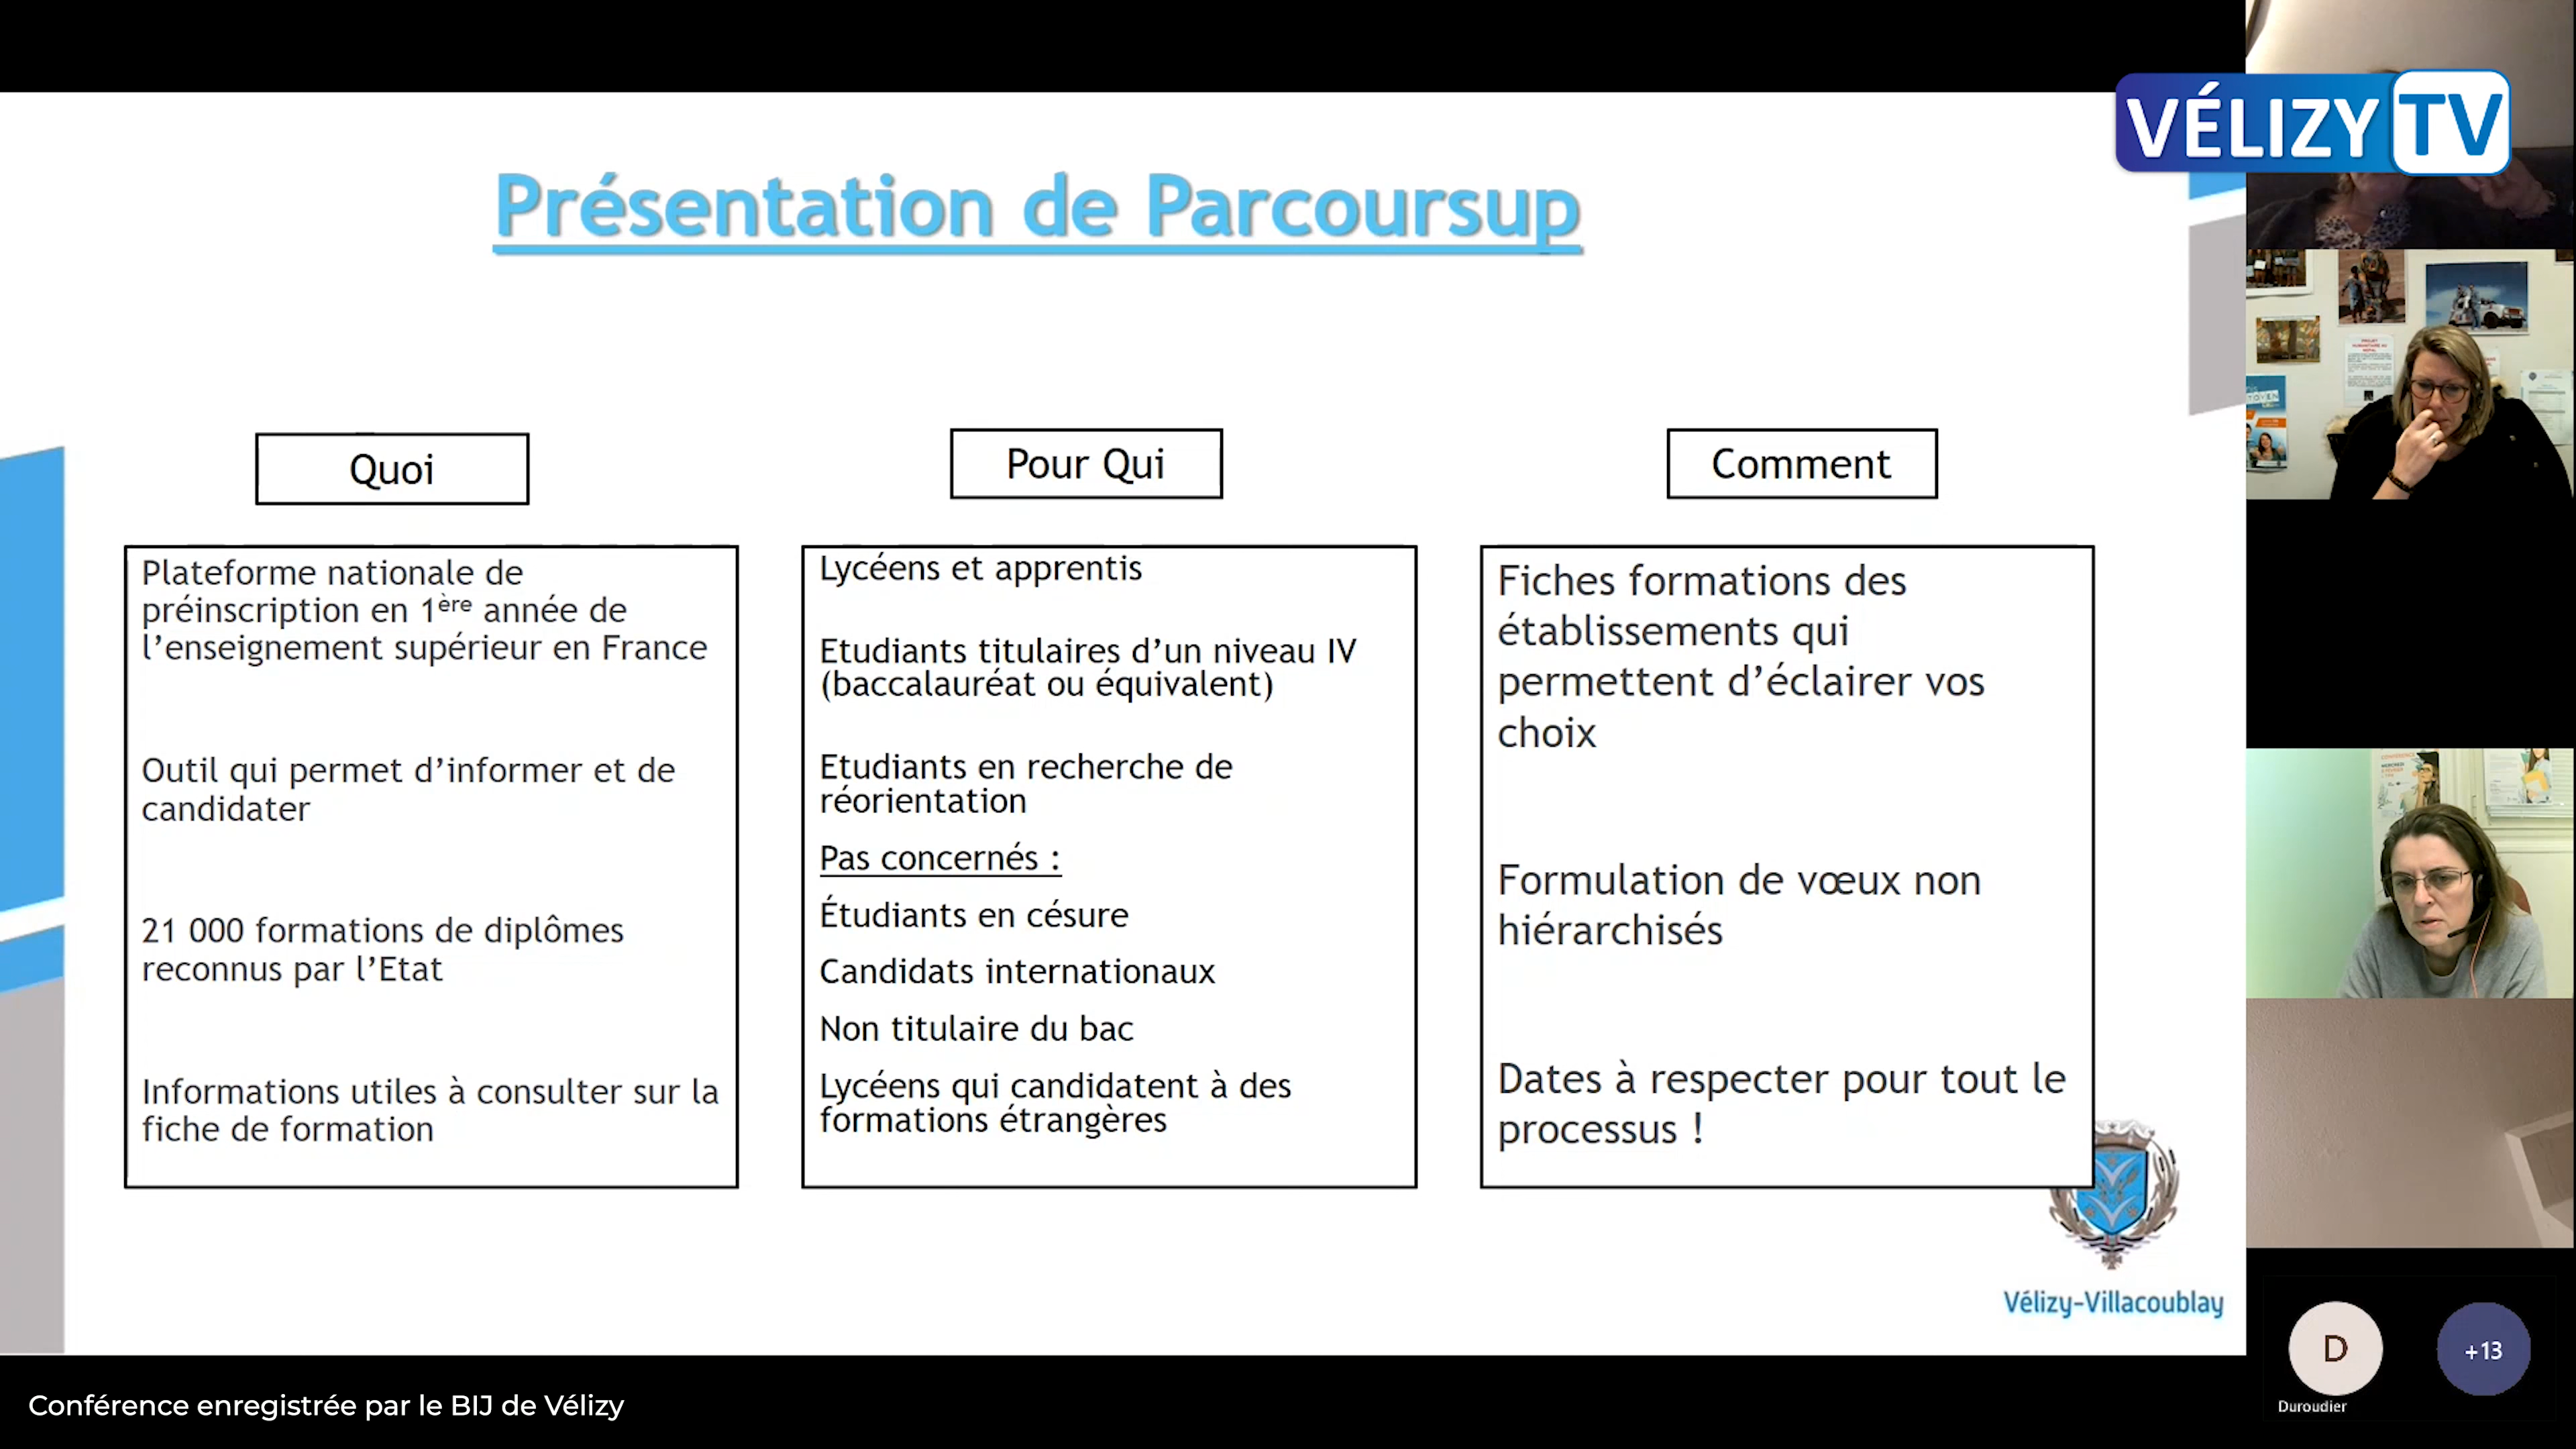 VÉLIZY TV
Présentation de Parcoursup
Quoi
Plateforme nationale de
préinscription en 1ère année de
l’enseignement supérieur en France
Outil qui permet d’informer et de
candidater
21 000 formations de diplômes
reconnus par l’Etat
Informations utiles à consulter sur la
fiche de formation
Pour Qui
Lycéens et apprentis
Etudiants titulaires d’un niveau IV
(baccalauréat ou équivalent)
Etudiants en recherche de
réorientation
Pas concernés :
Étudiants en césure
Candidats internationaux
Non titulaire du bac
Lycéens qui candidatent à des
formations étrangères
Comment
Fiches formations des
établissements qui
permettent d’éclairer vos
choix
Formulation de vœux non
hiérarchisés
Dates à respecter pour tout le
processus !
Vélizy-Villacoublay
D
+13
Duroudier
Conférence enregistrée par le BIJ de Vélizy